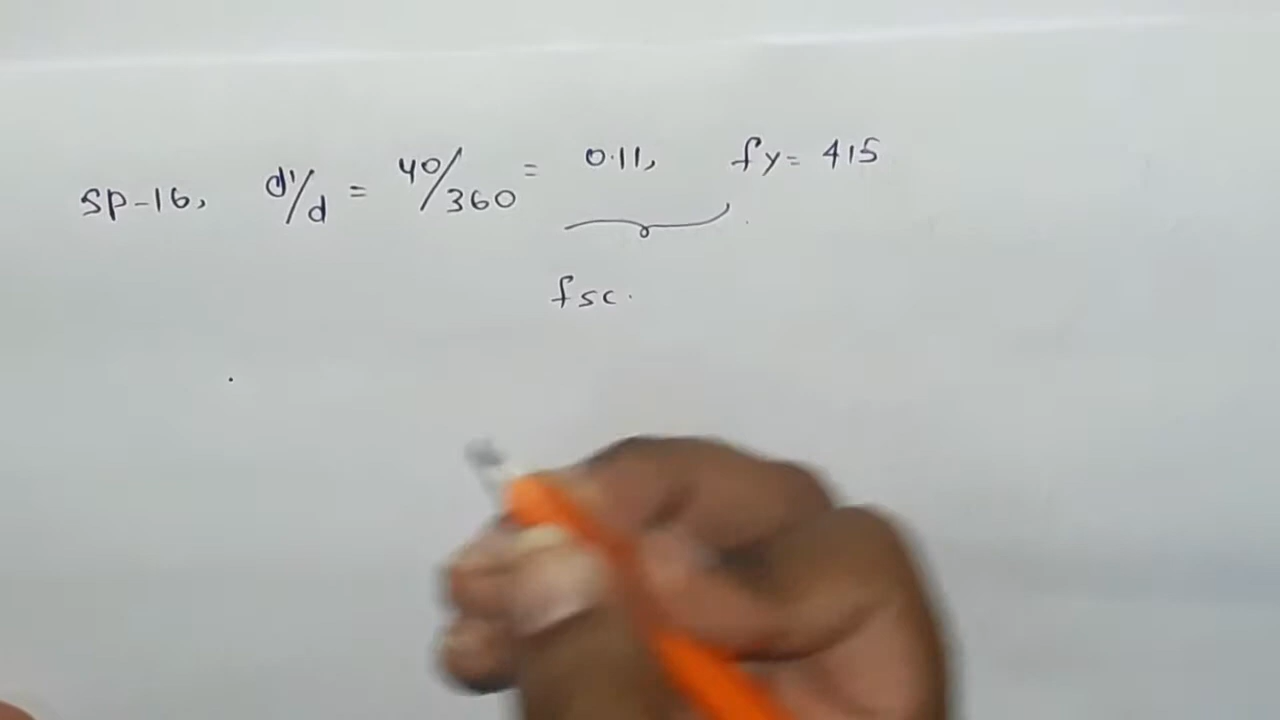 SP-16, d'/d = 40/360 = 0.11, fy = 415
fsc.